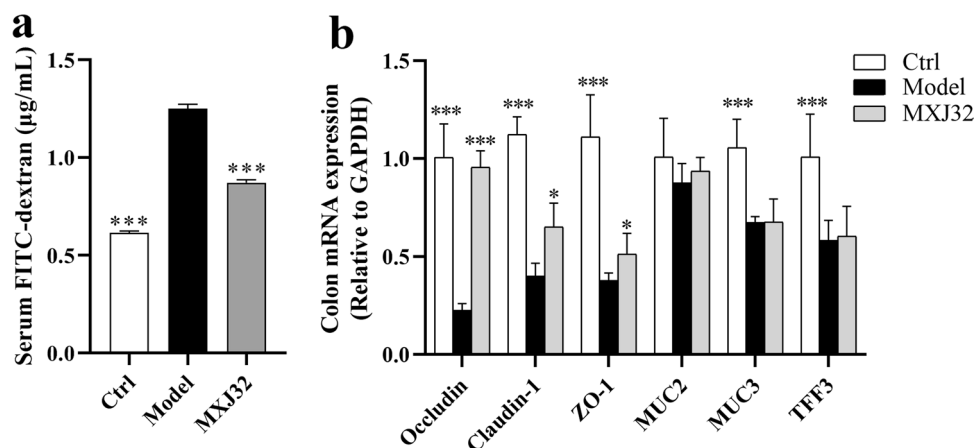 a
Serum FITC-dextran (μg/mL)
1.5
1.0
0.5
0.0
***
***
Ctrl
Model
MXJ32
b
Colon mRNA expression
(Relative to GAPDH)
1.5
1.0
0.5
0.0
***
***
***
*
***
*
***
***
Occludin
Claudin-1
ZO-1
MUC2
MUC3
TFF3
Ctrl
Model
MXJ32